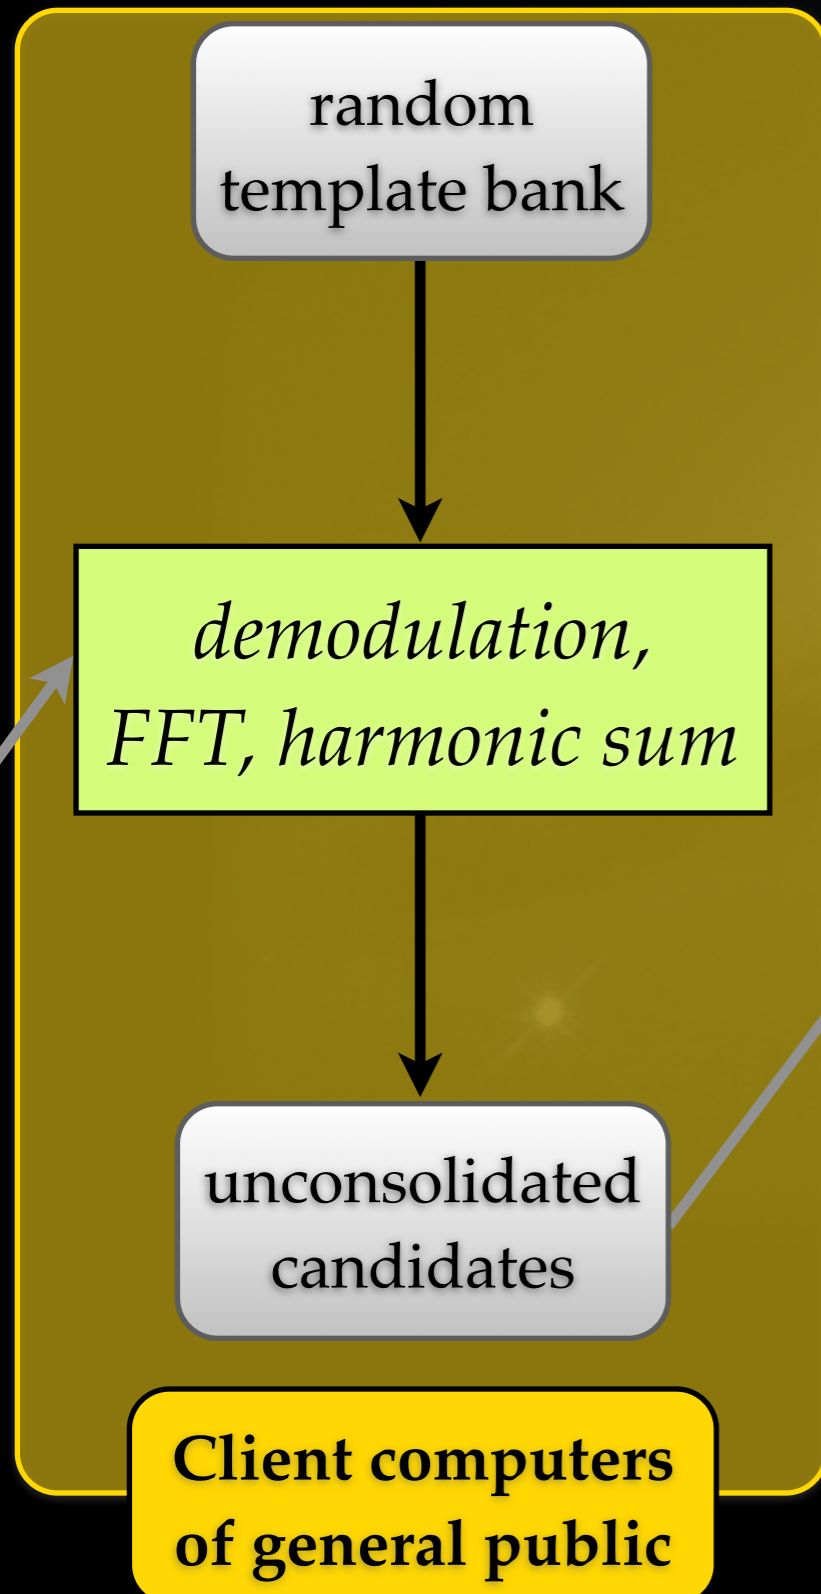 random
template bank
demodulation,
FFT, harmonic sum
unconsolidated
candidates
Client computers
of general public